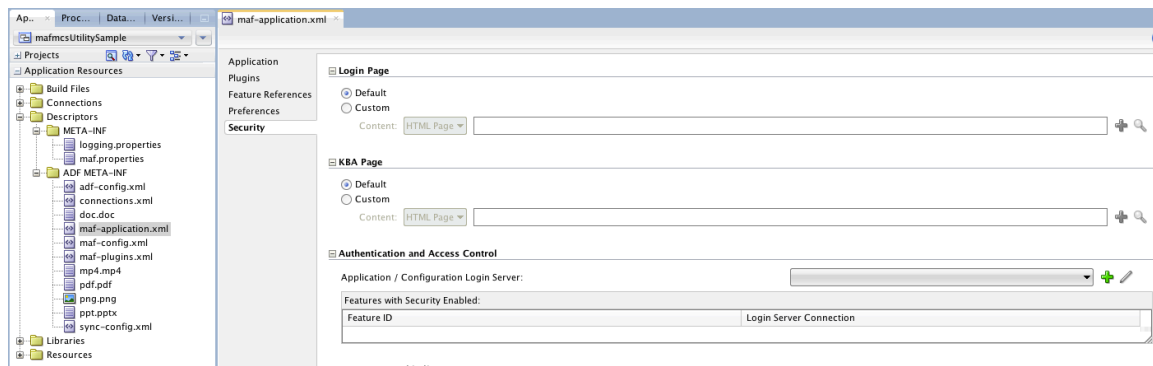 Ap..
Proc...
Data...
Versi...
mafmcsUtilitySample
Projects
Application Resources
Build Files
Connections
Descriptors
META-INF
logging.properties
maf.properties
ADF META-INF
adf-config.xml
connections.xml
doc.doc
maf-application.xml
maf-config.xml
maf-plugins.xml
mp4.mp4
pdf.pdf
png.png
ppt.pptx
sync-config.xml
Libraries
Resources
maf-application.xml
Application
Plugins
Feature References
Preferences
Security
Login Page
Default
Custom
Content: HTML Page
KBA Page
Default
Custom
Content: HTML Page
Authentication and Access Control
Application / Configuration Login Server:
Features with Security Enabled:
Feature ID Login Server Connection